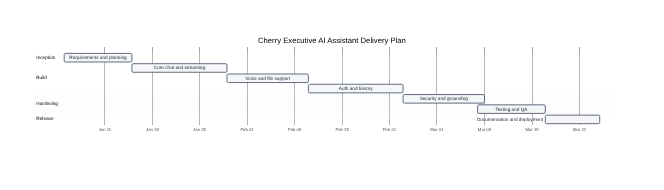 Cherry Executive AI Assistant Delivery Plan
Inception
Requirements and planning
Core chat and streaming
Build
Voice and file support
Auth and history
Security and grounding
Hardening
Testing and QA
Release
Documentation and deployment
Jan 11 Jan 18 Jan 25 Feb 01 Feb 08 Feb 15 Feb 22 Mar 01 Mar 08 Mar 15 Mar 22